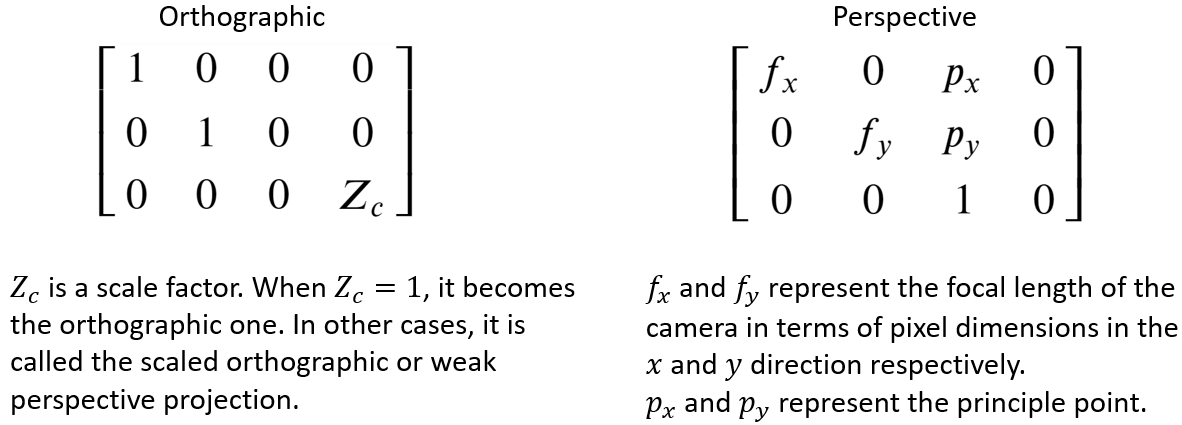 Orthographic
[ 1 0 0 0
0 1 0 0
0 0 0 Z_c ]
Z_c is a scale factor. When Z_c = 1, it becomes
the orthographic one. In other cases, it is
called the scaled orthographic or weak
perspective projection.
Perspective
[ f_x 0 p_x 0
0 f_y p_y 0
0 0 1 0 ]
f_x and f_y represent the focal length of the
camera in terms of pixel dimensions in the
x and y direction respectively.
p_x and p_y represent the principle point.